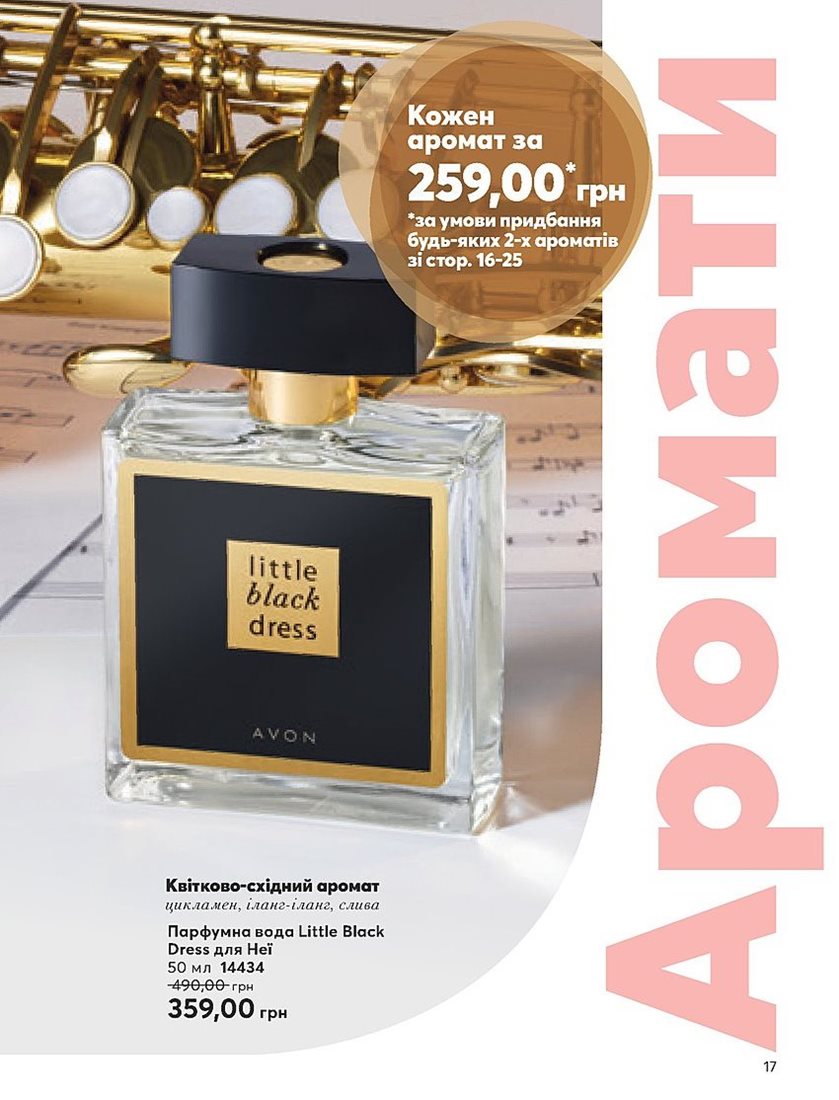 Кожен
аромат за
259,00* грн
*за умови придбання
будь-яких 2-х ароматів
зі стор. 16-25
Аромати
little
black
dress
AVON
Квітково-східний аромат
цикламен, іланг-іланг, слива
Парфумна вода Little Black
Dress для Неї
50 мл 14434
490,00 грн
359,00 грн
17